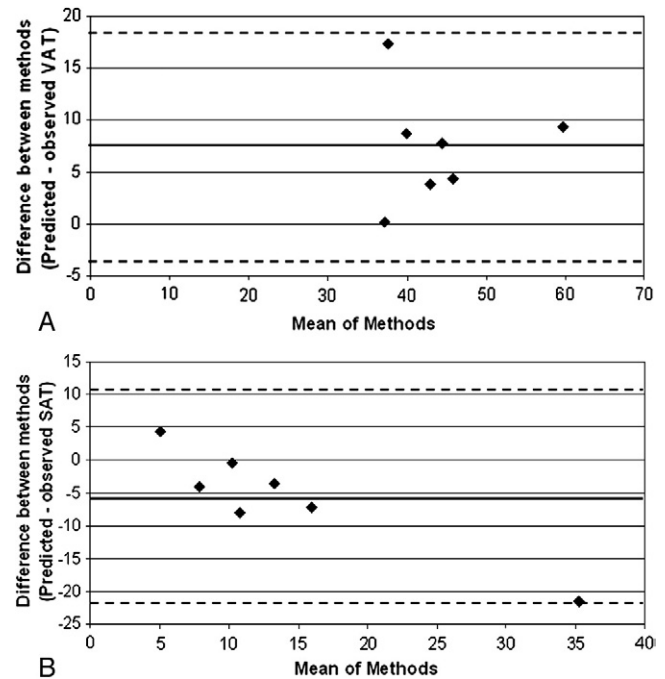 Difference between methods
(Predicted - observed VAT)
20
15
10
5
0
-5
0 10 20 30 40 50 60 70
A
Mean of Methods
Difference between methods
(Predicted - observed SAT)
15
10
5
0
-5
-10
-15
-20
-25
0 5 10 15 20 25 30 35 40
B
Mean of Methods